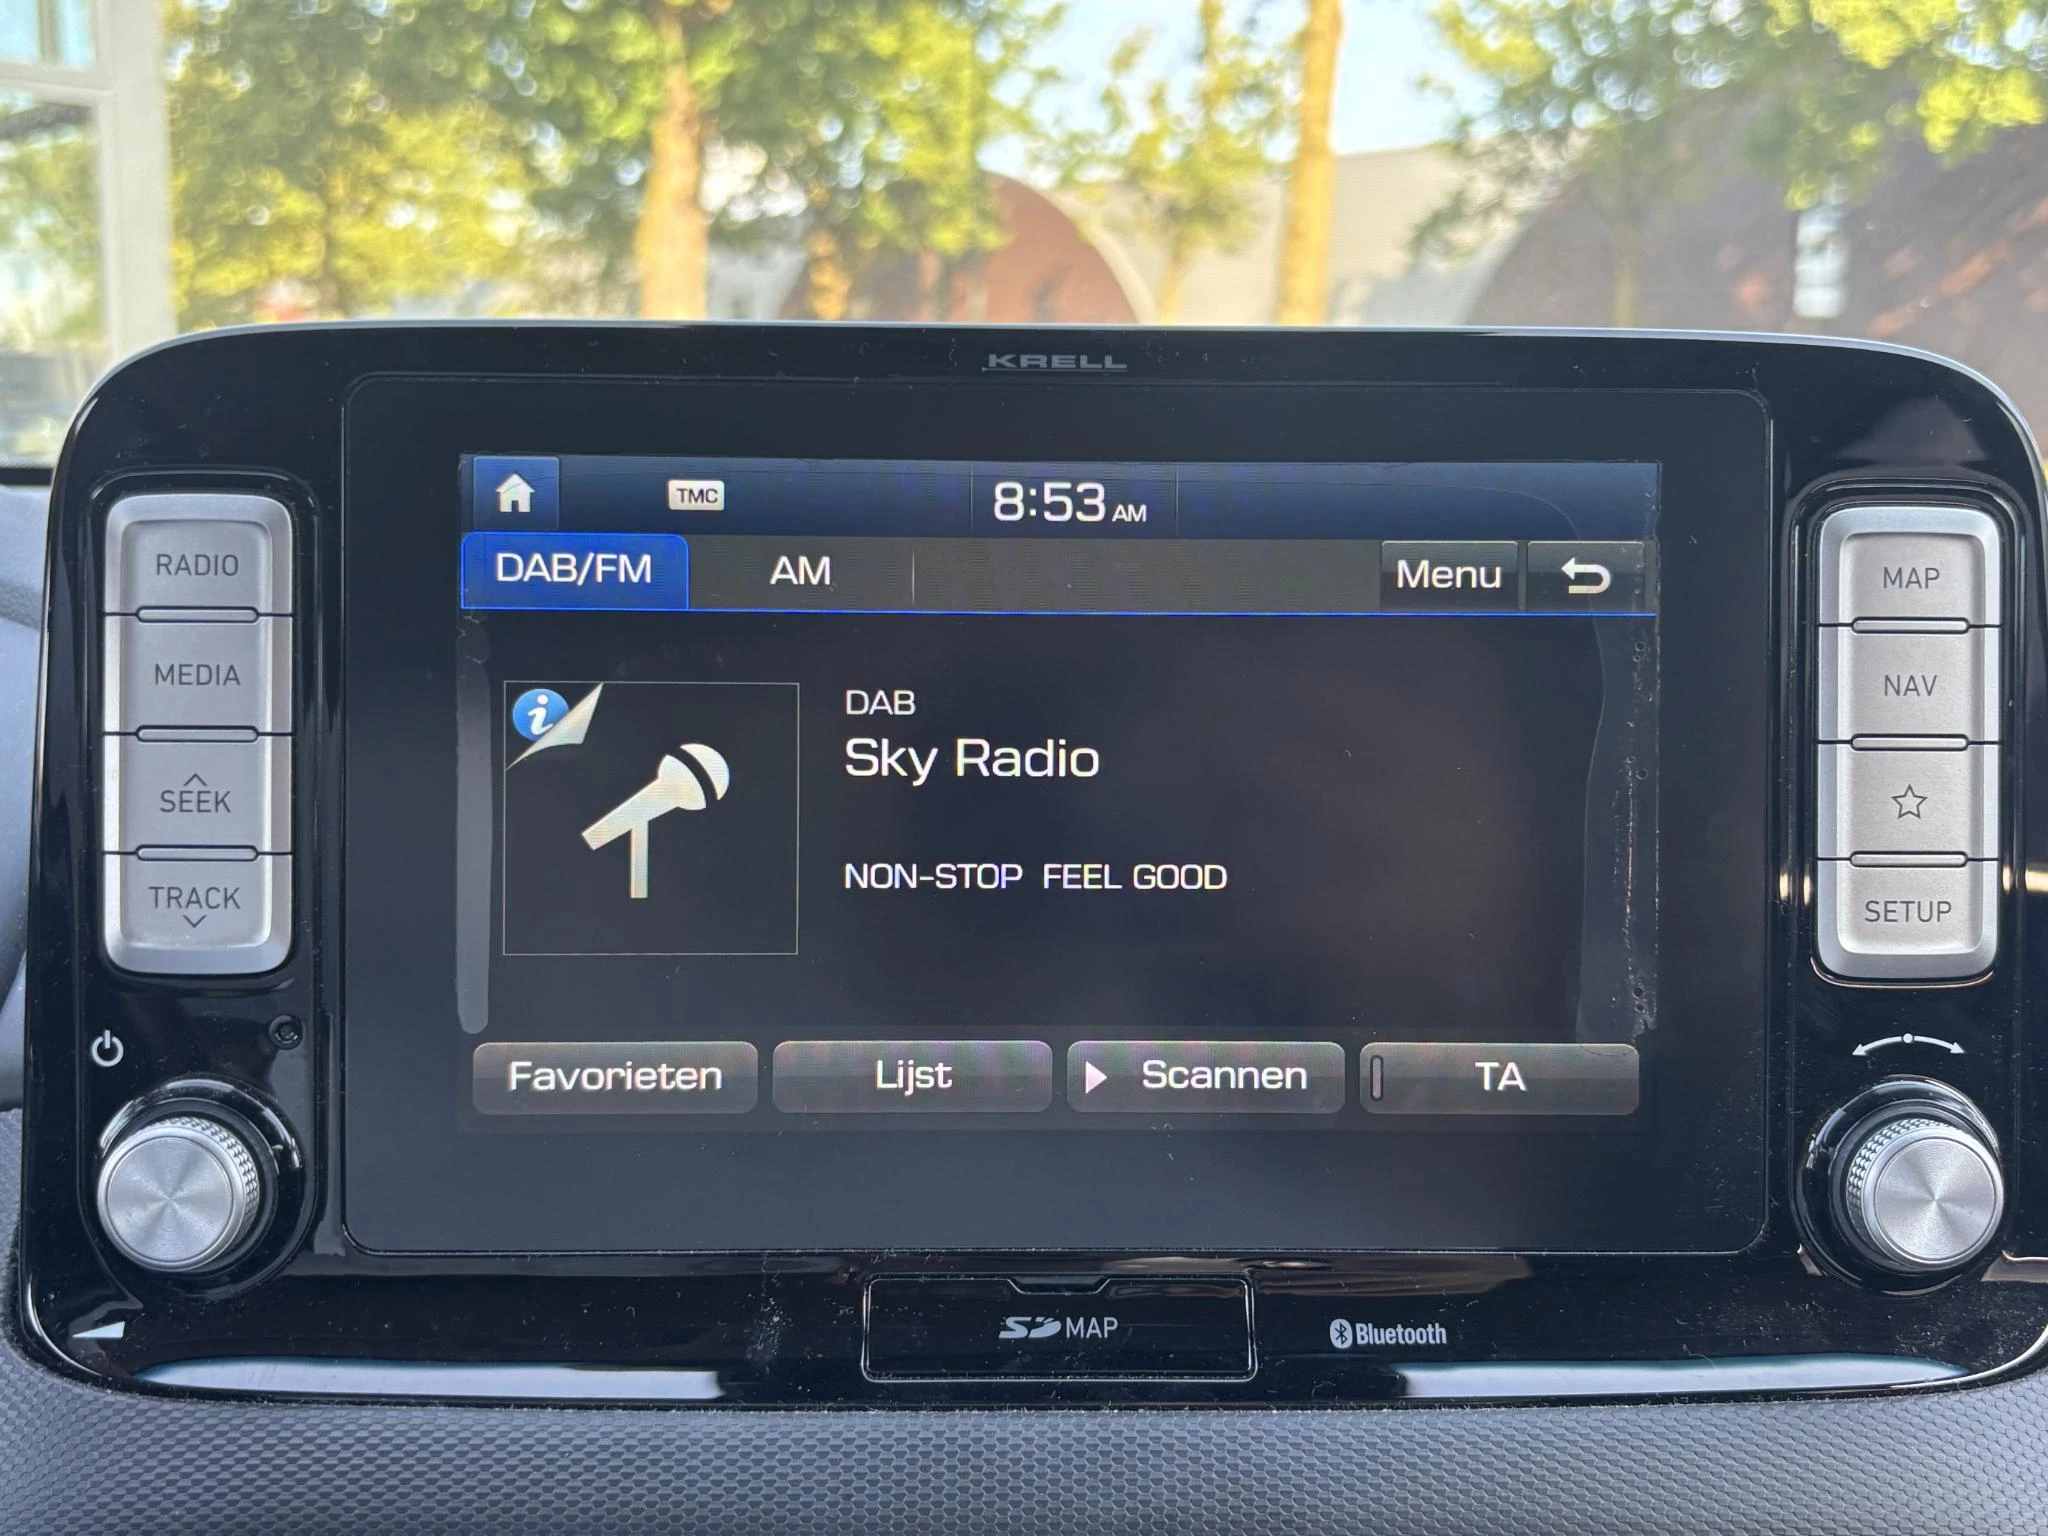 KRELL
TMC
8:53 AM
DAB/FM
AM
Menu
RADIO
MEDIA
SEEK
TRACK
MAP
NAV
SETUP
i
DAB
Sky Radio
NON-STOP FEEL GOOD
Favorieten
Lijst
Scannen
TA
SD MAP
Bluetooth